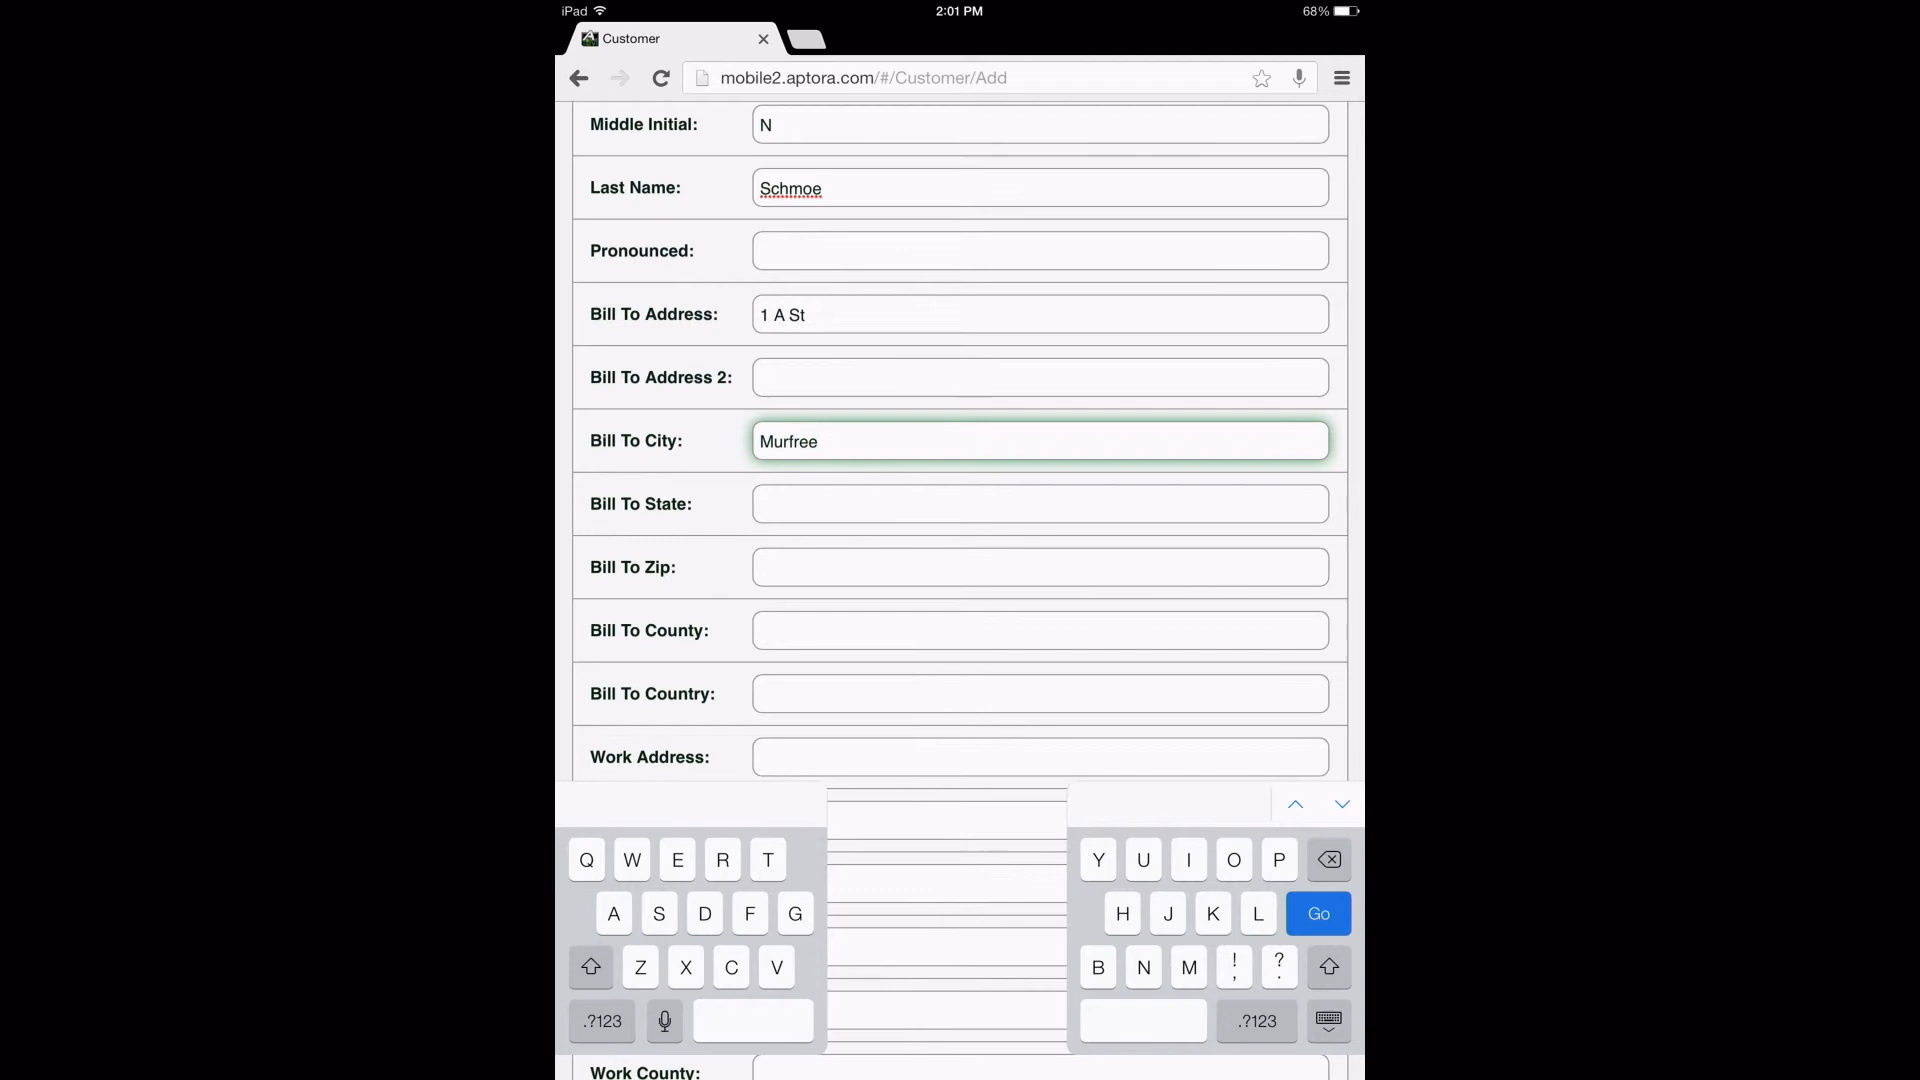 iPad 2:01 PM 68%
Customer
mobile2.aptora.com/#/Customer/Add
Middle Initial: N
Last Name: Schmoe
Pronounced:
Bill To Address: 1 A St
Bill To Address 2:
Bill To City: Murfree
Bill To State:
Bill To Zip:
Bill To County:
Bill To Country:
Work Address:
Q W E R T Y U I O P
A S D F G H J K L Go
Z X C V B N M ! , ? .
.?123 .?123
Work County: